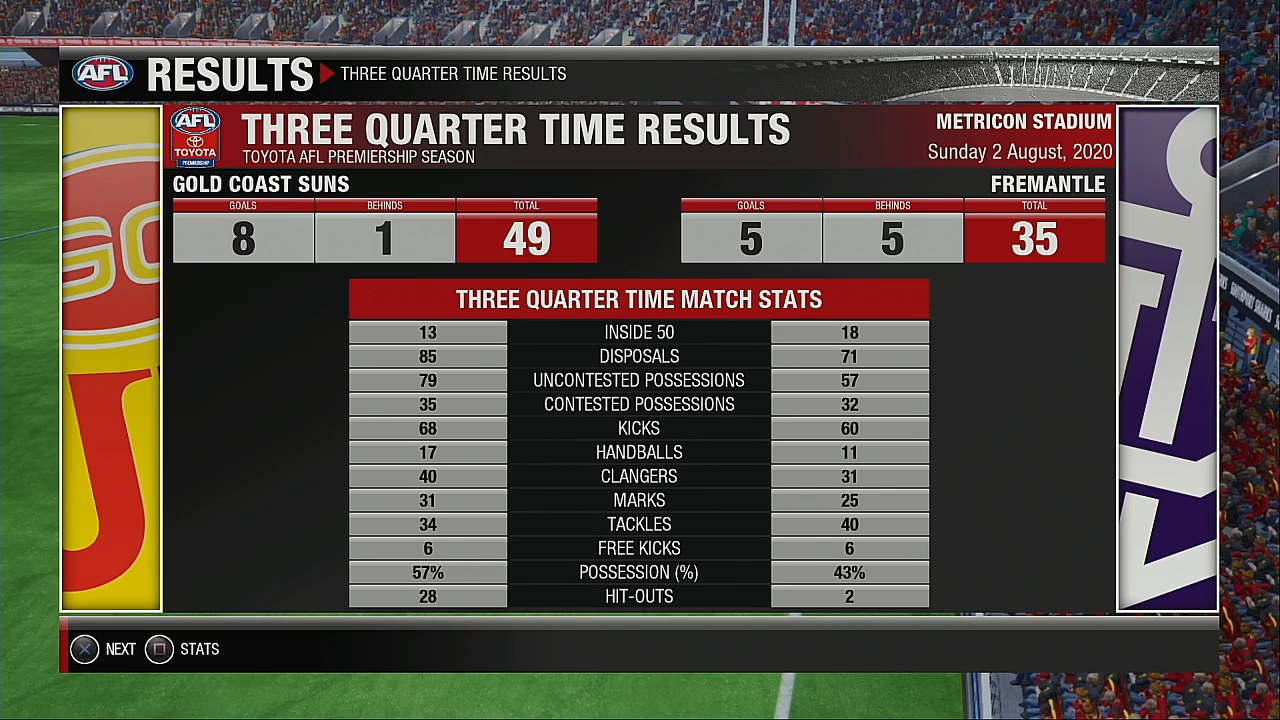 AFL RESULTS THREE QUARTER TIME RESULTS
AFL TOYOTA PREMIERSHIP
THREE QUARTER TIME RESULTS
TOYOTA AFL PREMIERSHIP SEASON
METRICON STADIUM
Sunday 2 August, 2020
GOLD COAST SUNS
FREMANTLE
GOALS BEHINDS TOTAL GOALS BEHINDS TOTAL
8 1 49 5 5 35
THREE QUARTER TIME MATCH STATS
13 INSIDE 50 18
85 DISPOSALS 71
79 UNCONTESTED POSSESSIONS 57
35 CONTESTED POSSESSIONS 32
68 KICKS 60
17 HANDBALLS 11
40 CLANGERS 31
31 MARKS 25
34 TACKLES 40
6 FREE KICKS 6
57% POSSESSION (%) 43%
28 HIT-OUTS 2
NEXT STATS